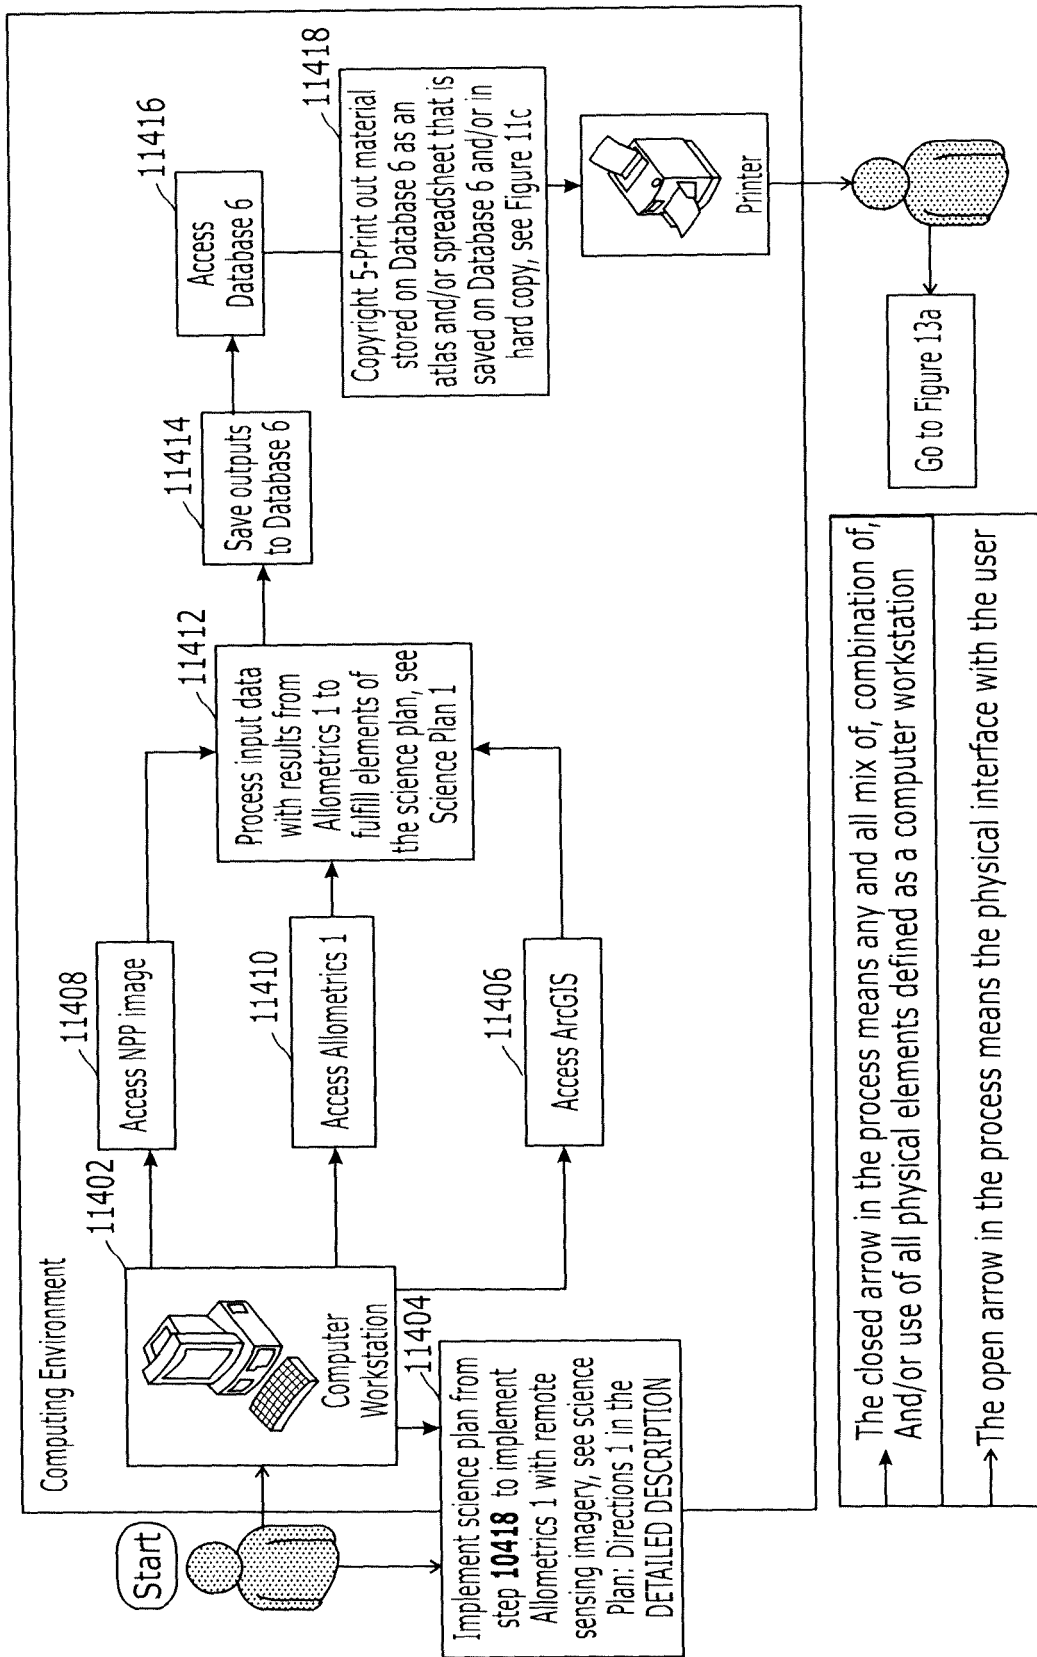 Computing Environment
Start
11402
Computer
Workstation
11404
Implement science plan from
step 10418 to implement
Allometrics 1 with remote
sensing imagery, see science
Plan: Directions 1 in the
DETAILED DESCRIPTION
11408
Access NPP image
11410
Access Allometrics 1
11406
Access ArcGIS
11412
Process input data
with results from
Allometrics 1 to
fulfill elements of
the science plan, see
Science Plan 1
11414
Save outputs
to Database 6
11416
Access
Database 6
11418
Copyright 5-Print out material
stored on Database 6 as an
atlas and/or spreadsheet that is
saved on Database 6 and/or in
hard copy, see Figure 11c
Printer
Go to Figure 13a
The closed arrow in the process means any and all mix of, combination of,
And/or use of all physical elements defined as a computer workstation
The open arrow in the process means the physical interface with the user